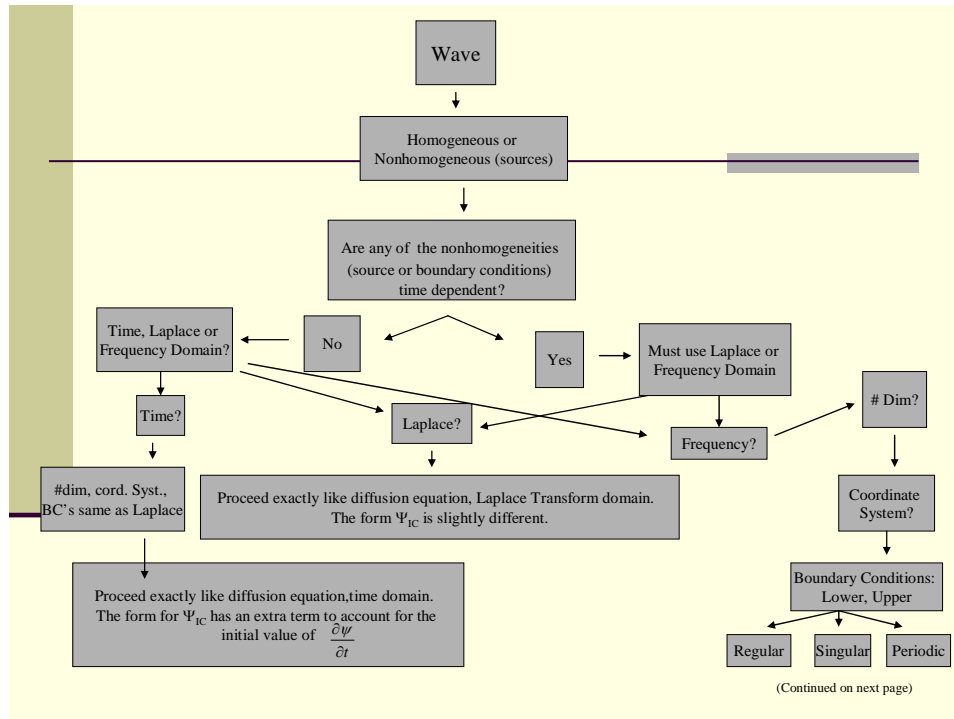 Wave
Homogeneous or
Nonhomogeneous (sources)
Are any of the nonhomogeneities
(source or boundary conditions)
time dependent?
Time, Laplace or
Frequency Domain?
No
Yes
Must use Laplace or
Frequency Domain
Time?
Laplace?
Frequency?
# Dim?
#dim, cord. Syst.,
BC's same as Laplace
Proceed exactly like diffusion equation, Laplace Transform domain.
The form Ψ_IC is slightly different.
Coordinate
System?
Proceed exactly like diffusion equation,time domain.
The form for Ψ_IC has an extra term to account for the
initial value of ∂ψ/∂t
Boundary Conditions:
Lower, Upper
Regular
Singular
Periodic
(Continued on next page)